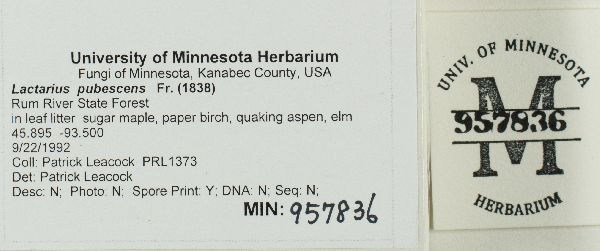 University of Minnesota Herbarium
Fungi of Minnesota, Kanabec County, USA
Lactarius pubescens Fr. (1838)
Rum River State Forest
in leaf litter sugar maple, paper birch, quaking aspen, elm
45.895 -93.500
9/22/1992
Coll: Patrick Leacock PRL1373
Det: Patrick Leacock
Desc: N; Photo: N; Spore Print: Y; DNA: N; Seq: N;
MIN: 957836
UNIV. OF MINNESOTA
M
957836
HERBARIUM